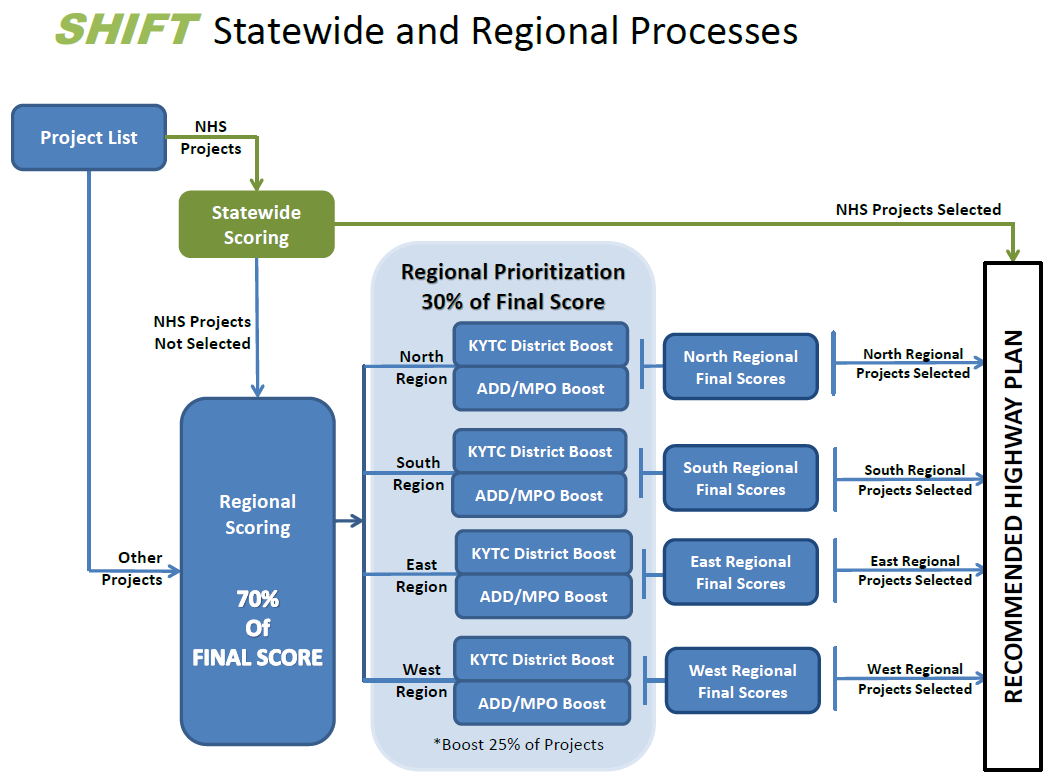 SHIFT Statewide and Regional Processes
Project List
NHS
Projects
Statewide
Scoring
NHS Projects Selected
NHS Projects
Not Selected
Regional
Scoring
70%
Of
FINAL SCORE
Other
Projects
Regional Prioritization
30% of Final Score
North
Region
KYTC District Boost
ADD/MPO Boost
North Regional
Final Scores
North Regional
Projects Selected
South
Region
KYTC District Boost
ADD/MPO Boost
South Regional
Final Scores
South Regional
Projects Selected
East
Region
KYTC District Boost
ADD/MPO Boost
East Regional
Final Scores
East Regional
Projects Selected
West
Region
KYTC District Boost
ADD/MPO Boost
West Regional
Final Scores
West Regional
Projects Selected
*Boost 25% of Projects
RECOMMENDED HIGHWAY PLAN